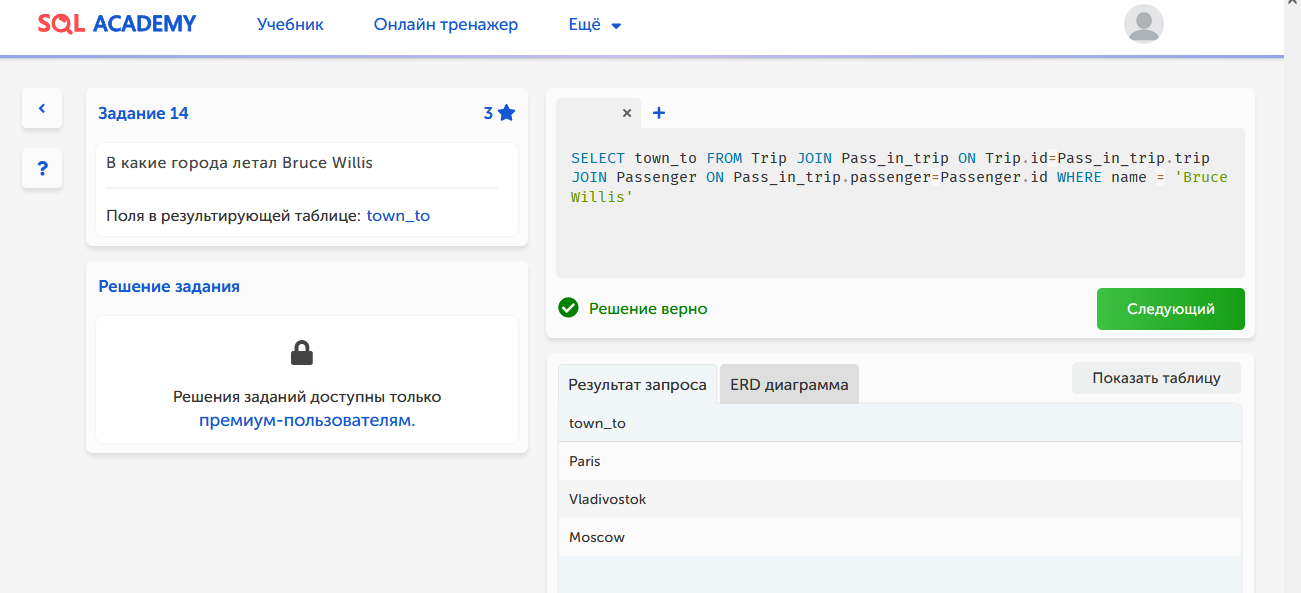 SQL ACADEMY
Учебник
Онлайн тренажер
Ещё
Задание 14
3
В какие города летал Bruce Willis
Поля в результирующей таблице: town_to
Решение задания
Решения заданий доступны только
премиум-пользователям.
SELECT town_to FROM Trip JOIN Pass_in_trip ON Trip.id=Pass_in_trip.trip
JOIN Passenger ON Pass_in_trip.passenger=Passenger.id WHERE name = 'Bruce
Willis'
Решение верно
Следующий
Результат запроса
ERD диаграмма
Показать таблицу
town_to
Paris
Vladivostok
Moscow